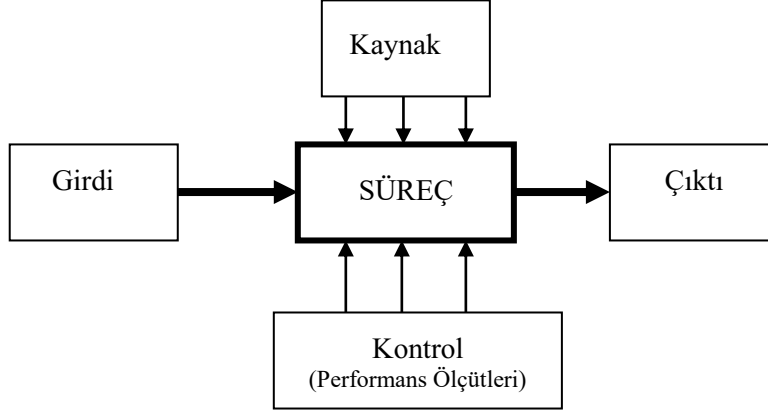 Kaynak
Girdi
SÜREÇ
Çıktı
Kontrol
(Performans Ölçütleri)